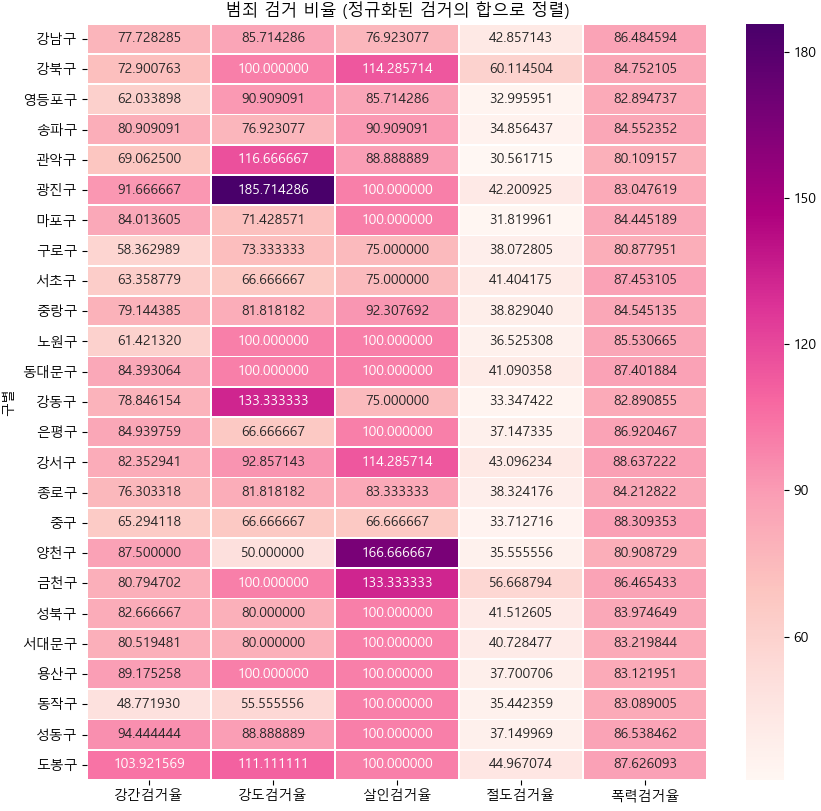 범죄 검거 비율 (정규화된 검거의 합으로 정렬)
강남구 77.728285 85.714286 76.923077 42.857143 86.484594
강북구 72.900763 100.000000 114.285714 60.114504 84.752105
영등포구 62.033898 90.909091 85.714286 32.995951 82.894737
송파구 80.909091 76.923077 90.909091 34.856437 84.552352
관악구 69.062500 116.666667 88.888889 30.561715 80.109157
광진구 91.666667 185.714286 100.000000 42.200925 83.047619
마포구 84.013605 71.428571 100.000000 31.819961 84.445189
구로구 58.362989 73.333333 75.000000 38.072805 80.877951
서초구 63.358779 66.666667 75.000000 41.404175 87.453105
중랑구 79.144385 81.818182 92.307692 38.829040 84.545135
노원구 61.421320 100.000000 100.000000 36.525308 85.530665
동대문구 84.393064 100.000000 100.000000 41.090358 87.401884
강동구 78.846154 133.333333 75.000000 33.347422 82.890855
은평구 84.939759 66.666667 100.000000 37.147335 86.920467
강서구 82.352941 92.857143 114.285714 43.096234 88.637222
종로구 76.303318 81.818182 83.333333 38.324176 84.212822
중구 65.294118 66.666667 66.666667 33.712716 88.309353
양천구 87.500000 50.000000 166.666667 35.555556 80.908729
금천구 80.794702 100.000000 133.333333 56.668794 86.465433
성북구 82.666667 80.000000 100.000000 41.512605 83.974649
서대문구 80.519481 80.000000 100.000000 40.728477 83.219844
용산구 89.175258 100.000000 100.000000 37.700706 83.121951
동작구 48.771930 55.555556 100.000000 35.442359 83.089005
성동구 94.444444 88.888889 100.000000 37.149969 86.538462
도봉구 103.921569 111.111111 100.000000 44.967074 87.626093
강간검거율 강도검거율 살인검거율 절도검거율 폭력검거율
구별
180
150
120
90
60